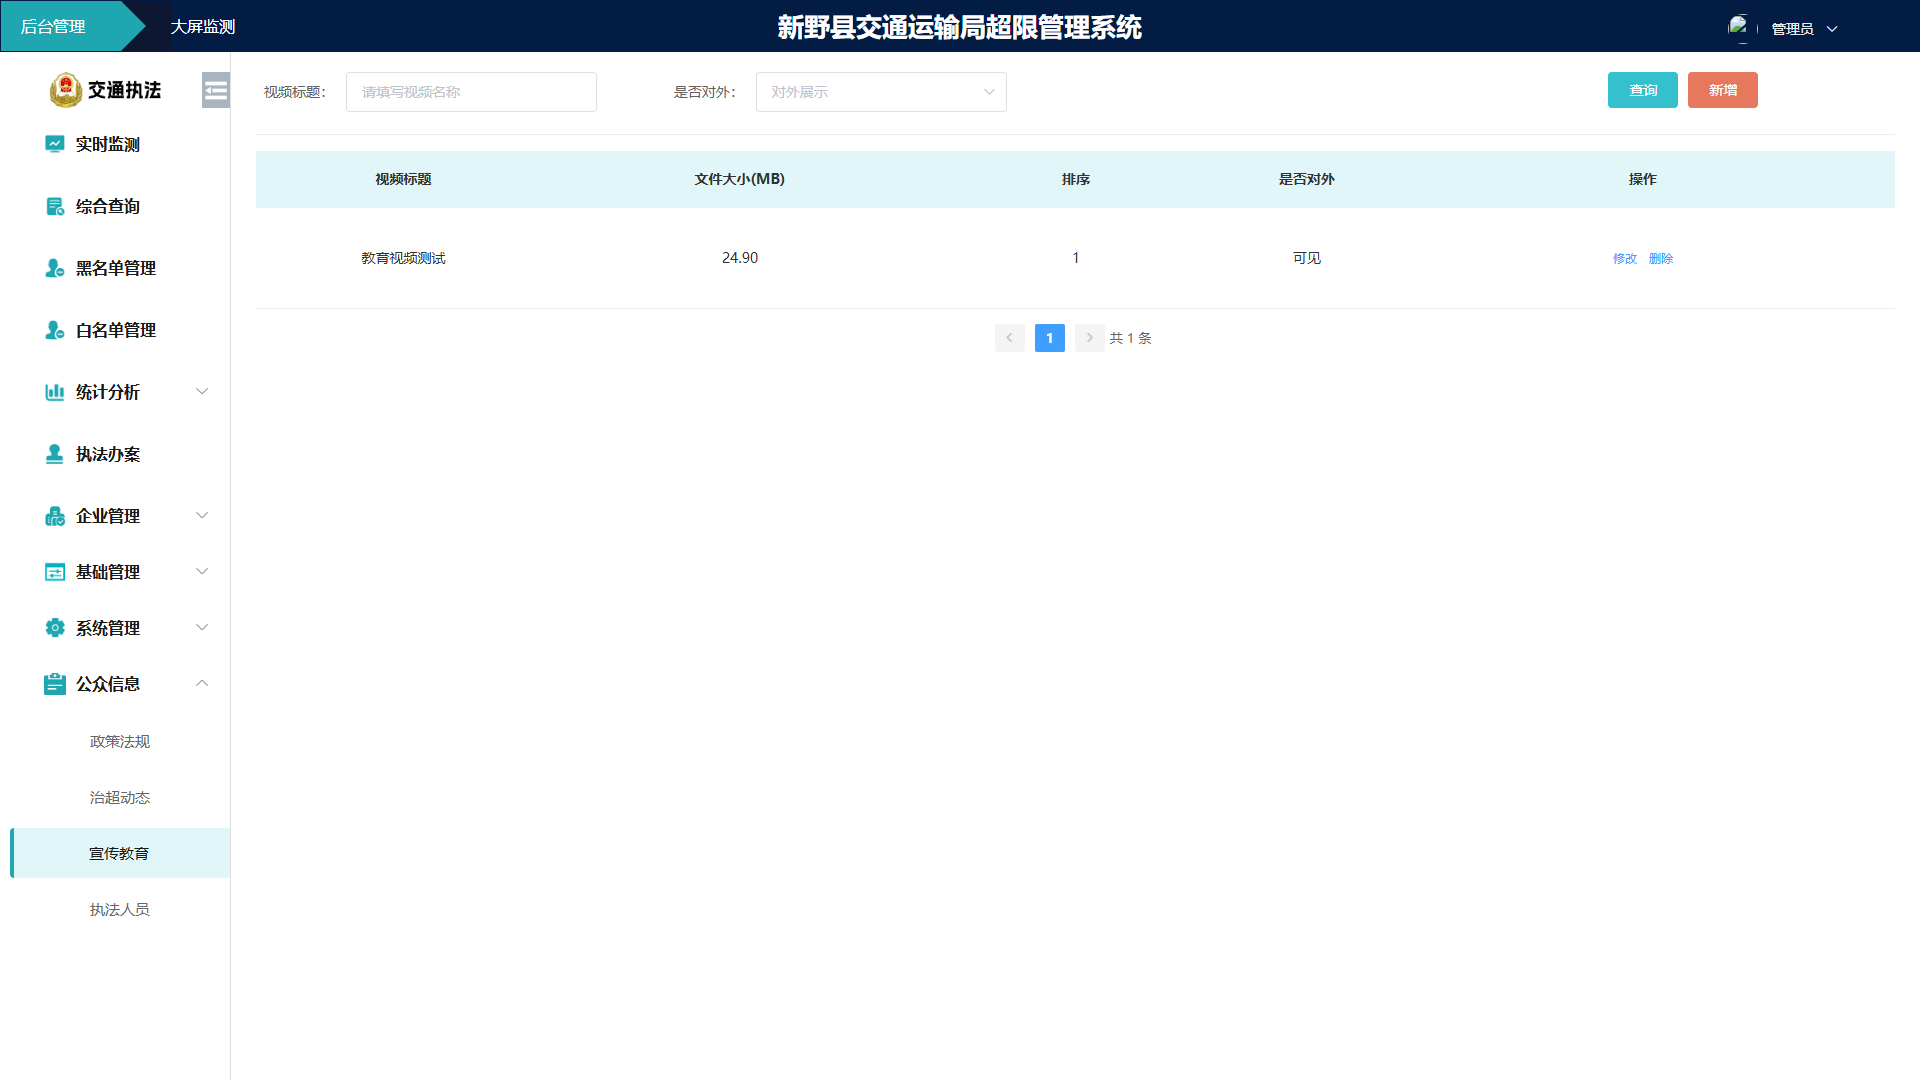 后台管理
大屏监测
新野县交通运输局超限管理系统
管理员
交通执法
实时监测
综合查询
黑名单管理
白名单管理
统计分析
执法办案
企业管理
基础管理
系统管理
公众信息
政策法规
治超动态
宣传教育
执法人员
视频标题: 请填写视频名称 是否对外: 对外展示 查询 新增
视频标题 文件大小(MB) 排序 是否对外 操作
教育视频测试 24.90 1 可见 修改 删除
1 共 1 条